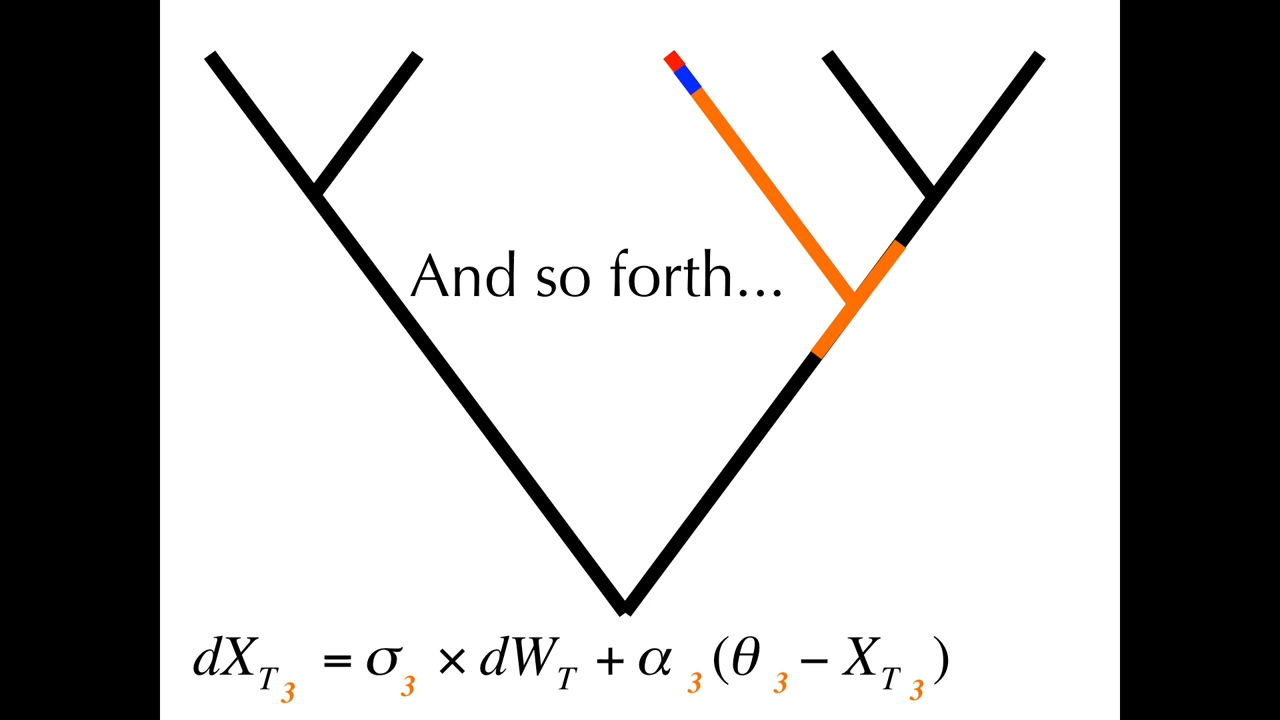 And so forth...
dX_{T_3} = σ_3 × dW_T + α_3 (θ_3 − X_{T_3})